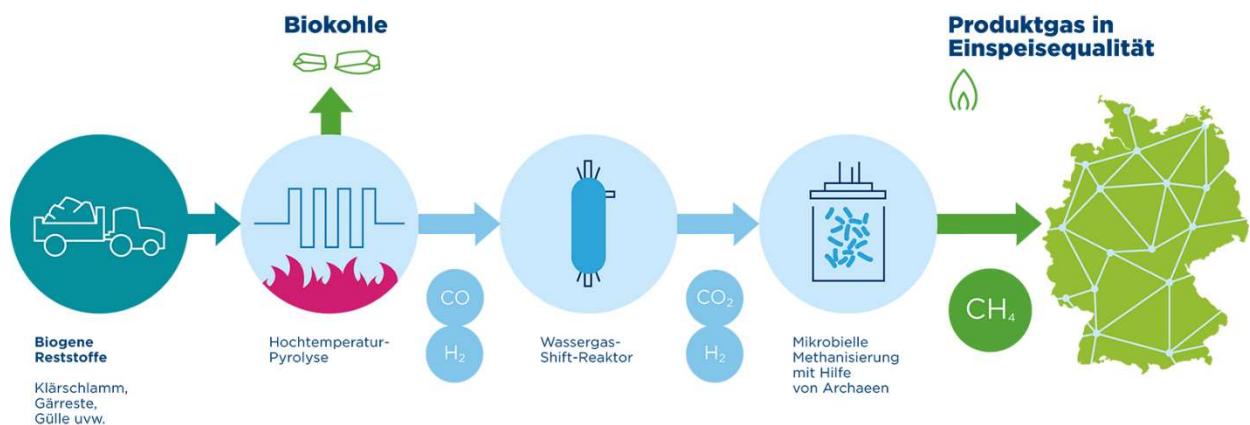 Biokohle
Produktgas in
Einspeisequalität
CO
H₂
CO₂
H₂
CH₄
Biogene
Reststoffe
Klärschlamm,
Gärreste,
Gülle uvw.
Hochtemperatur-
Pyrolyse
Wassergas-
Shift-Reaktor
Mikrobielle
Methanisierung
mit Hilfe
von Archaeen